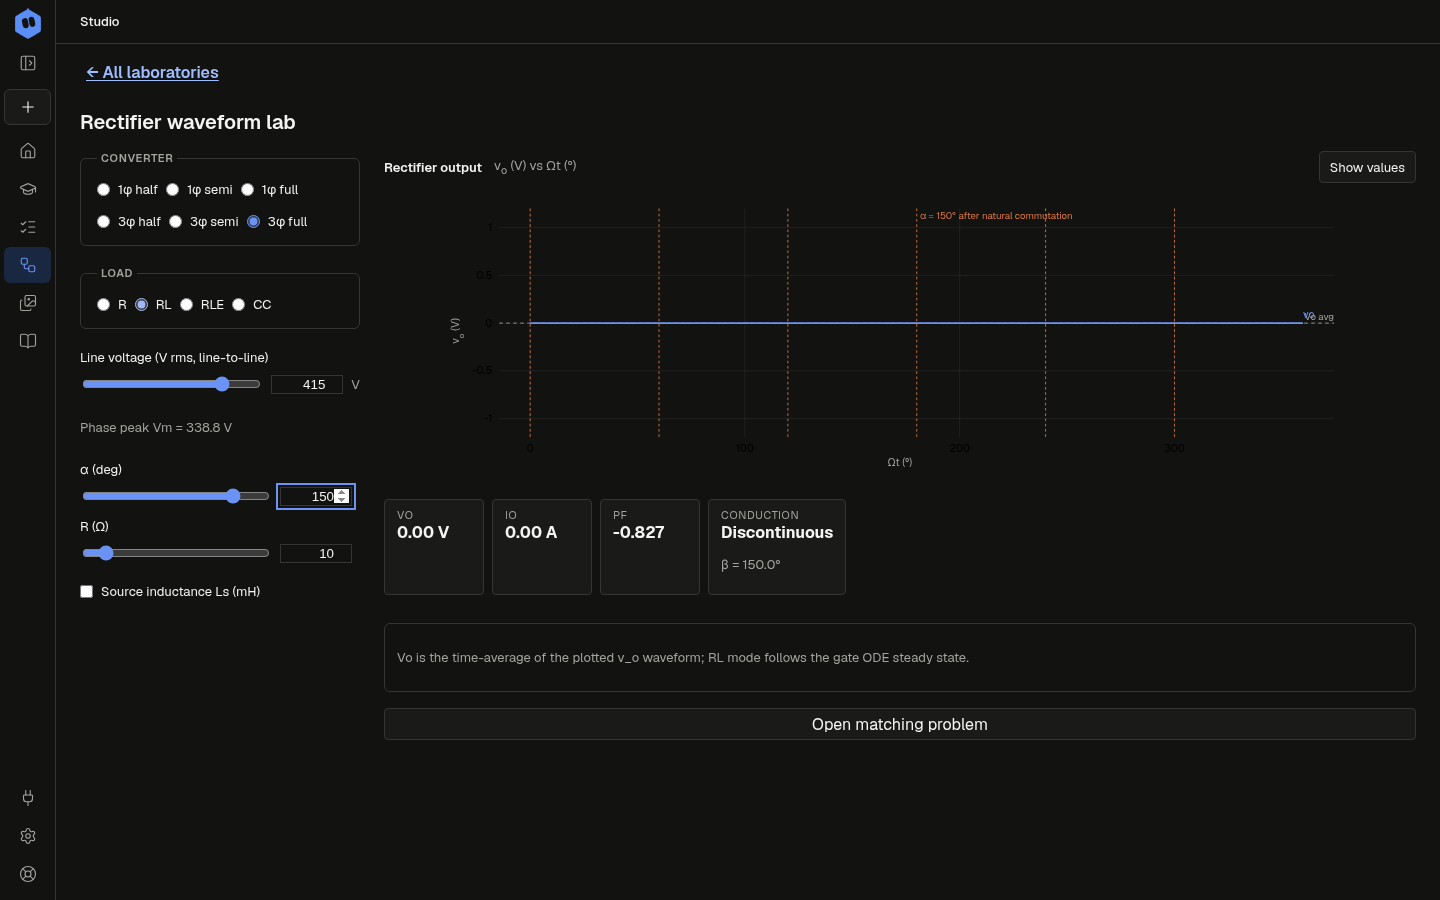 Studio
← All laboratories
Rectifier waveform lab
CONVERTER
1φ half 1φ semi 1φ full
3φ half 3φ semi 3φ full
LOAD
R RL RLE CC
Line voltage (V rms, line-to-line)
415 V
Phase peak Vm = 338.8 V
α (deg)
150
R (Ω)
10
Source inductance Ls (mH)
Rectifier output vo (V) vs Ωt (°)
Show values
α = 150° after natural commutation
1
0.5
0
-0.5
-1
vo (V)
Vo avg
0 100 200 300
Ωt (°)
VO
0.00 V
IO
0.00 A
PF
-0.827
CONDUCTION
Discontinuous
β = 150.0°
Vo is the time-average of the plotted v_o waveform; RL mode follows the gate ODE steady state.
Open matching problem